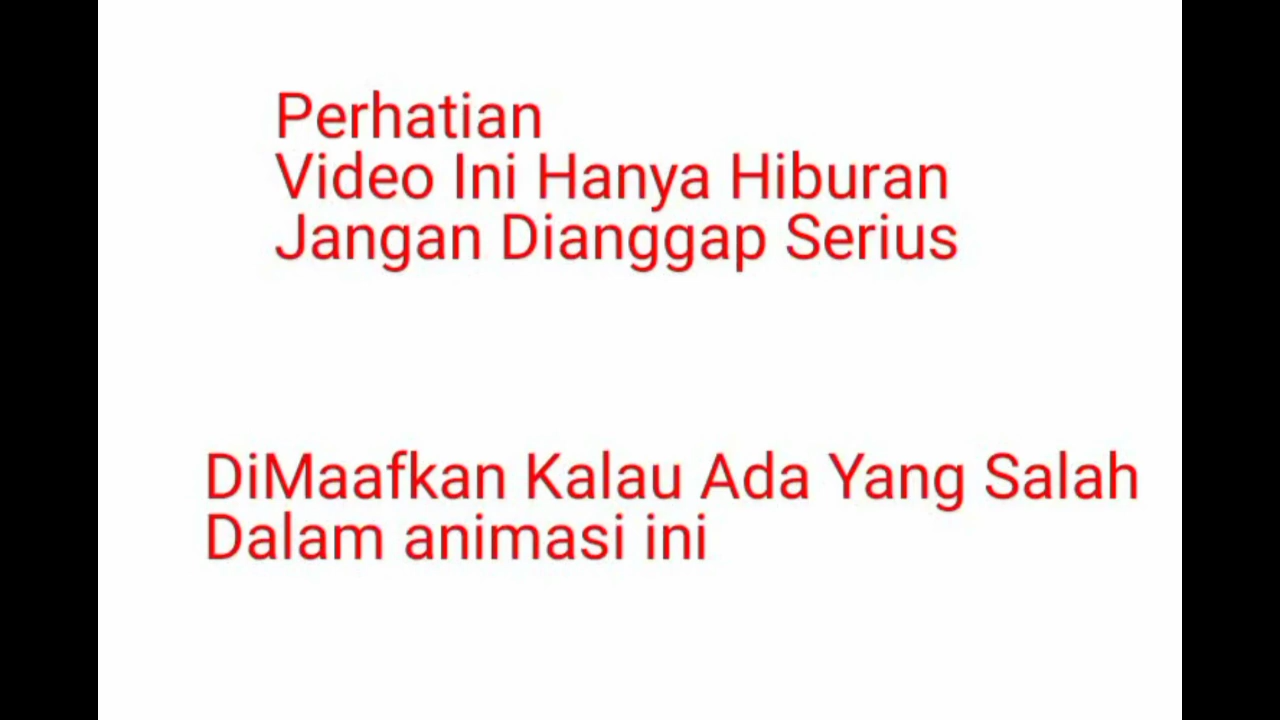 Perhatian
Video Ini Hanya Hiburan
Jangan Dianggap Serius
DiMaafkan Kalau Ada Yang Salah
Dalam animasi ini